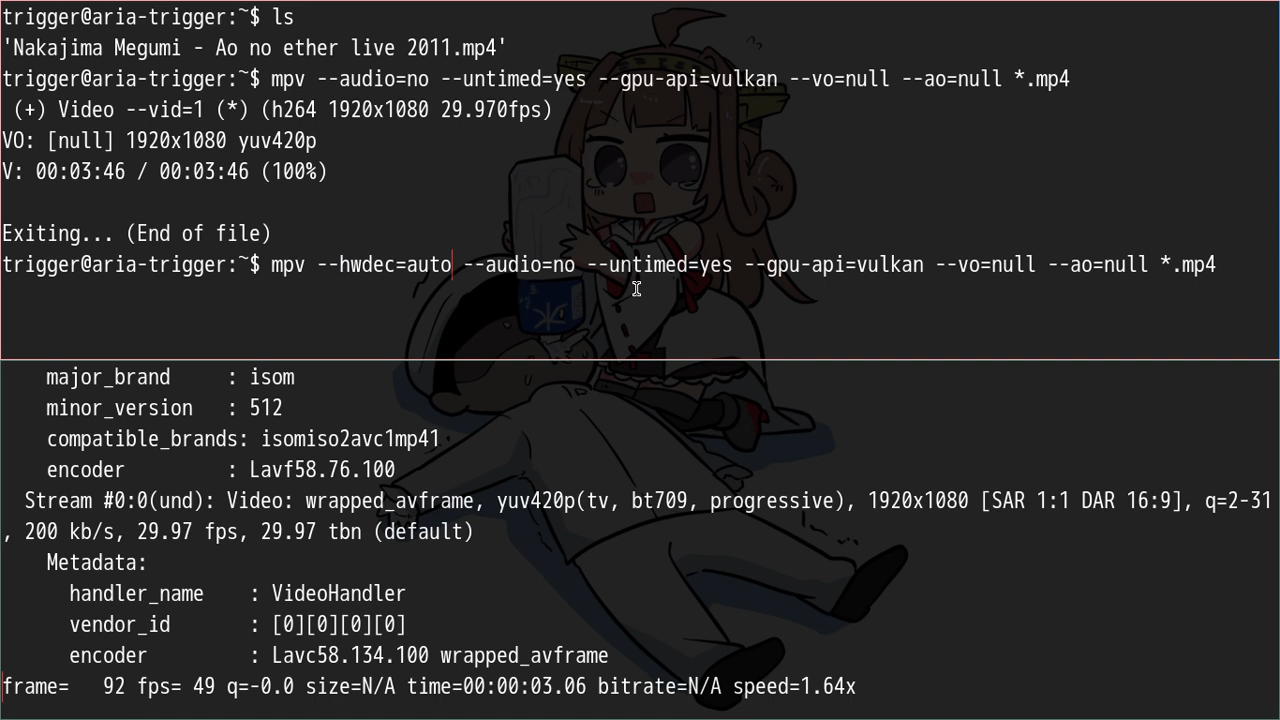 trigger@aria-trigger:~$ ls
'Nakajima Megumi - Ao no ether live 2011.mp4'
trigger@aria-trigger:~$ mpv --audio=no --untimed=yes --gpu-api=vulkan --vo=null --ao=null *.mp4
(+) Video --vid=1 (*) (h264 1920x1080 29.970fps)
VO: [null] 1920x1080 yuv420p
V: 00:03:46 / 00:03:46 (100%)
Exiting... (End of file)
trigger@aria-trigger:~$ mpv --hwdec=auto --audio=no --untimed=yes --gpu-api=vulkan --vo=null --ao=null *.mp4
major_brand     : isom
minor_version   : 512
compatible_brands: isomiso2avc1mp41
encoder         : Lavf58.76.100
Stream #0:0(und): Video: wrapped_avframe, yuv420p(tv, bt709, progressive), 1920x1080 [SAR 1:1 DAR 16:9], q=2-31
, 200 kb/s, 29.97 fps, 29.97 tbn (default)
Metadata:
handler_name    : VideoHandler
vendor_id       : [0][0][0][0]
encoder         : Lavc58.134.100 wrapped_avframe
frame=   92 fps= 49 q=-0.0 size=N/A time=00:00:03.06 bitrate=N/A speed=1.64x